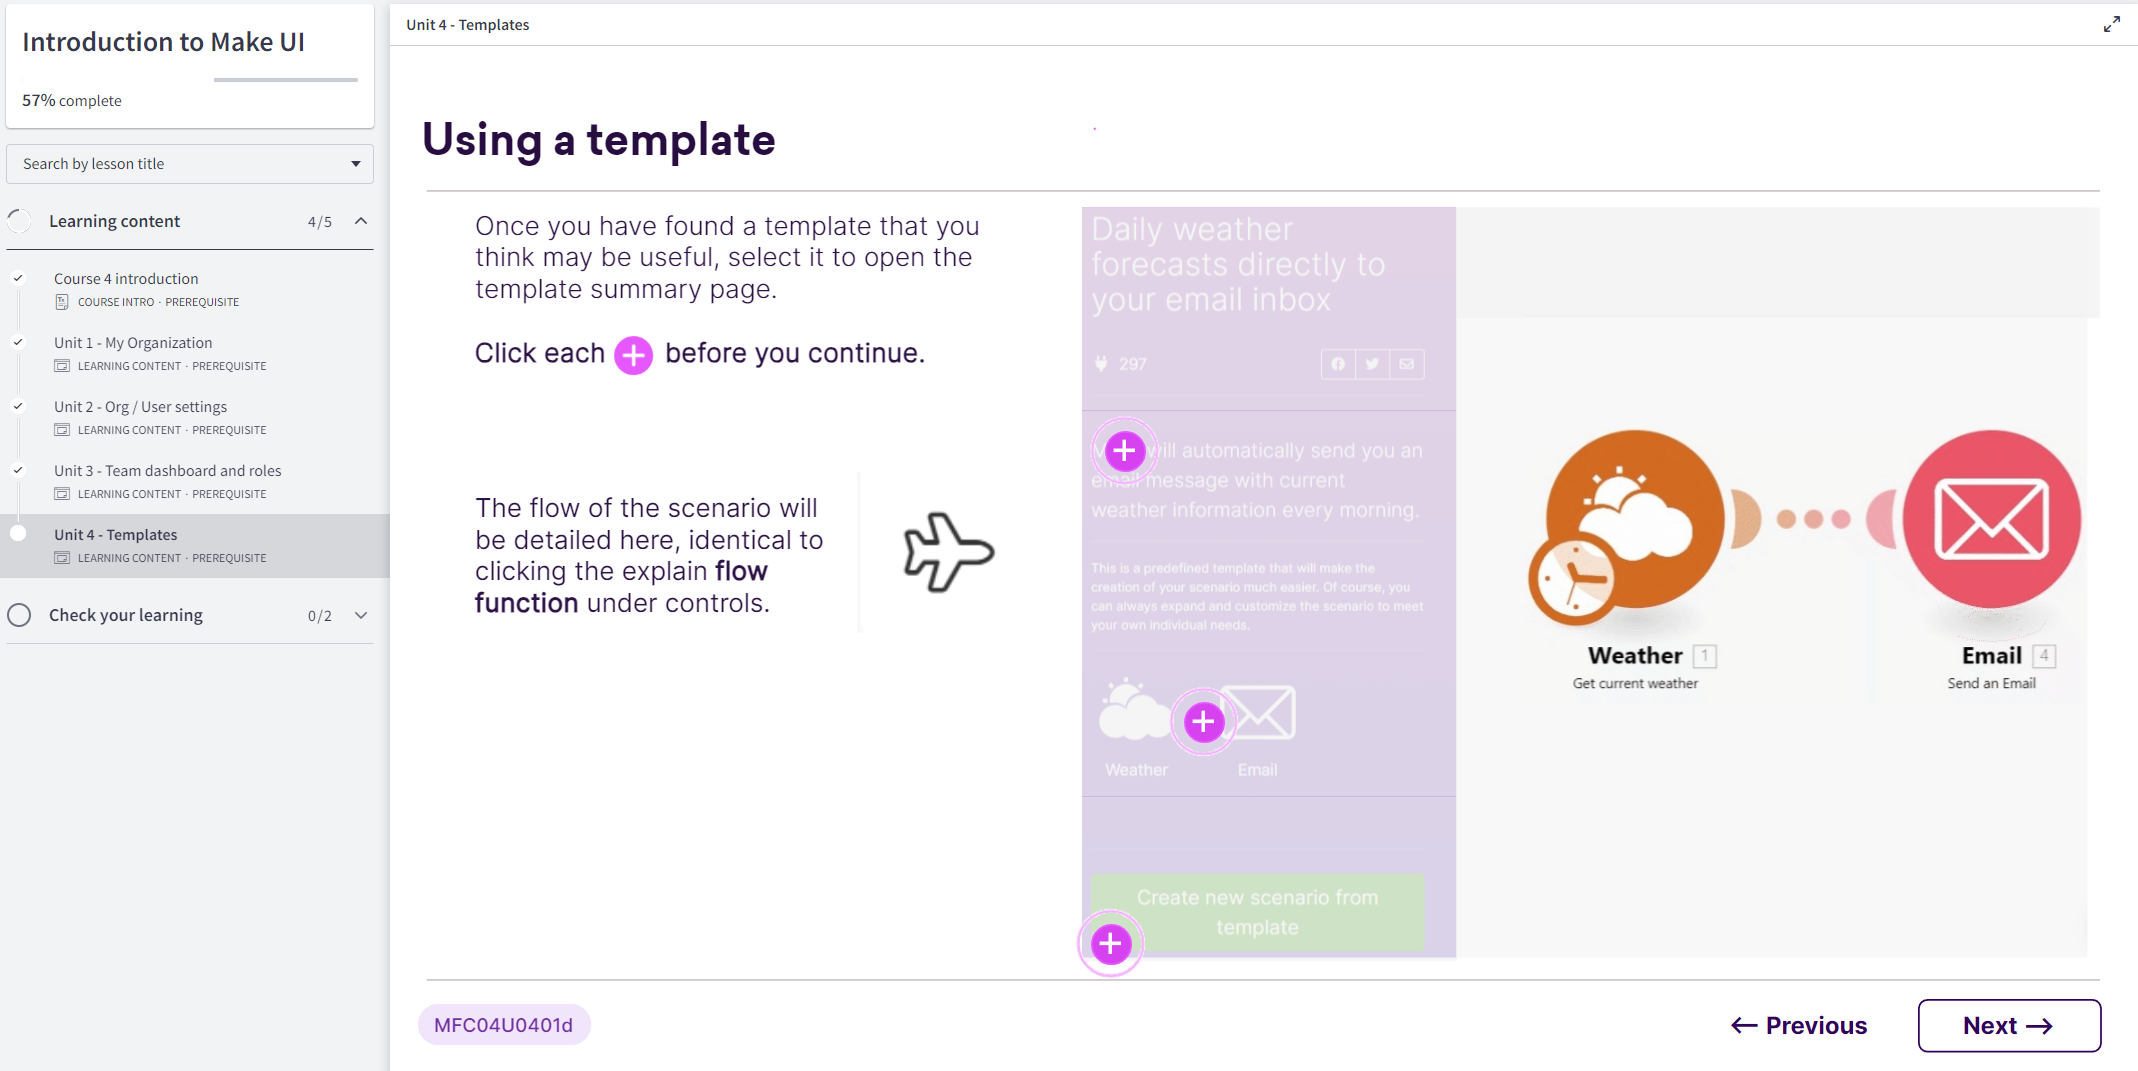 Introduction to Make UI
57% complete
Search by lesson title
Learning content 4/5
Course 4 introduction
COURSE INTRO · PREREQUISITE
Unit 1 - My Organization
LEARNING CONTENT · PREREQUISITE
Unit 2 - Org / User settings
LEARNING CONTENT · PREREQUISITE
Unit 3 - Team dashboard and roles
LEARNING CONTENT · PREREQUISITE
Unit 4 - Templates
LEARNING CONTENT · PREREQUISITE
Check your learning 0/2
Unit 4 - Templates
Using a template
Once you have found a template that you
think may be useful, select it to open the
template summary page.
Click each + before you continue.
The flow of the scenario will
be detailed here, identical to
clicking the explain flow
function under controls.
Daily weather
forecasts directly to
your email inbox
297
will automatically send you an
email message with current
weather information every morning.
This is a predefined template that will make the
creation of your scenario much easier. Of course, you
can always expand and customize the scenario to meet
your own individual needs.
Weather Email
Create new scenario from
template
Weather 1
Get current weather
Email 4
Send an Email
MFC04U0401d
← Previous
Next →